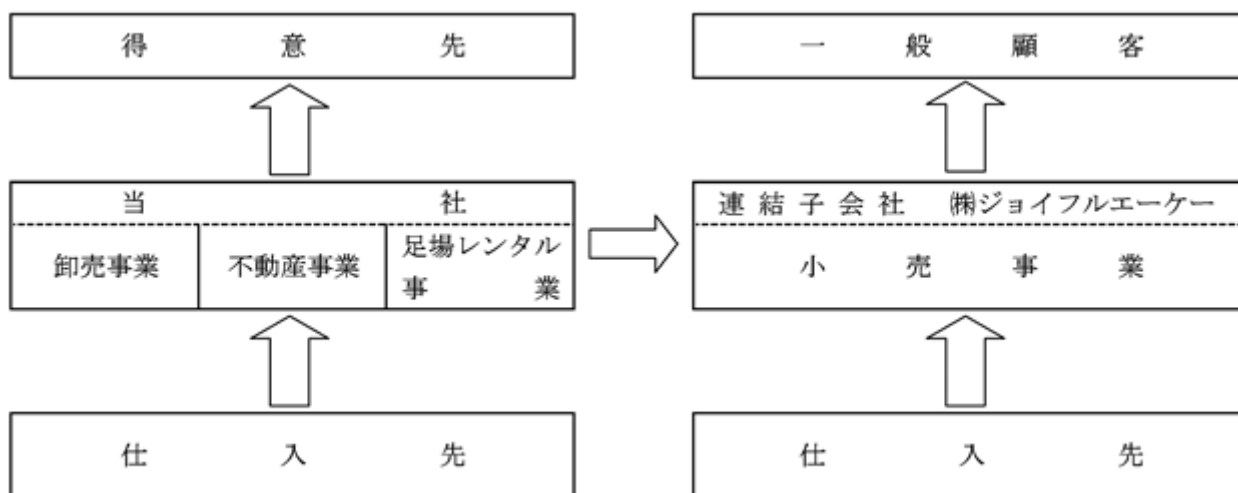 得意先
一般顧客
当社
連結子会社 ㈱ジョイフルエーケー
卸売事業
不動産事業
足場レンタル
事業
小売事業
仕入先
仕入先